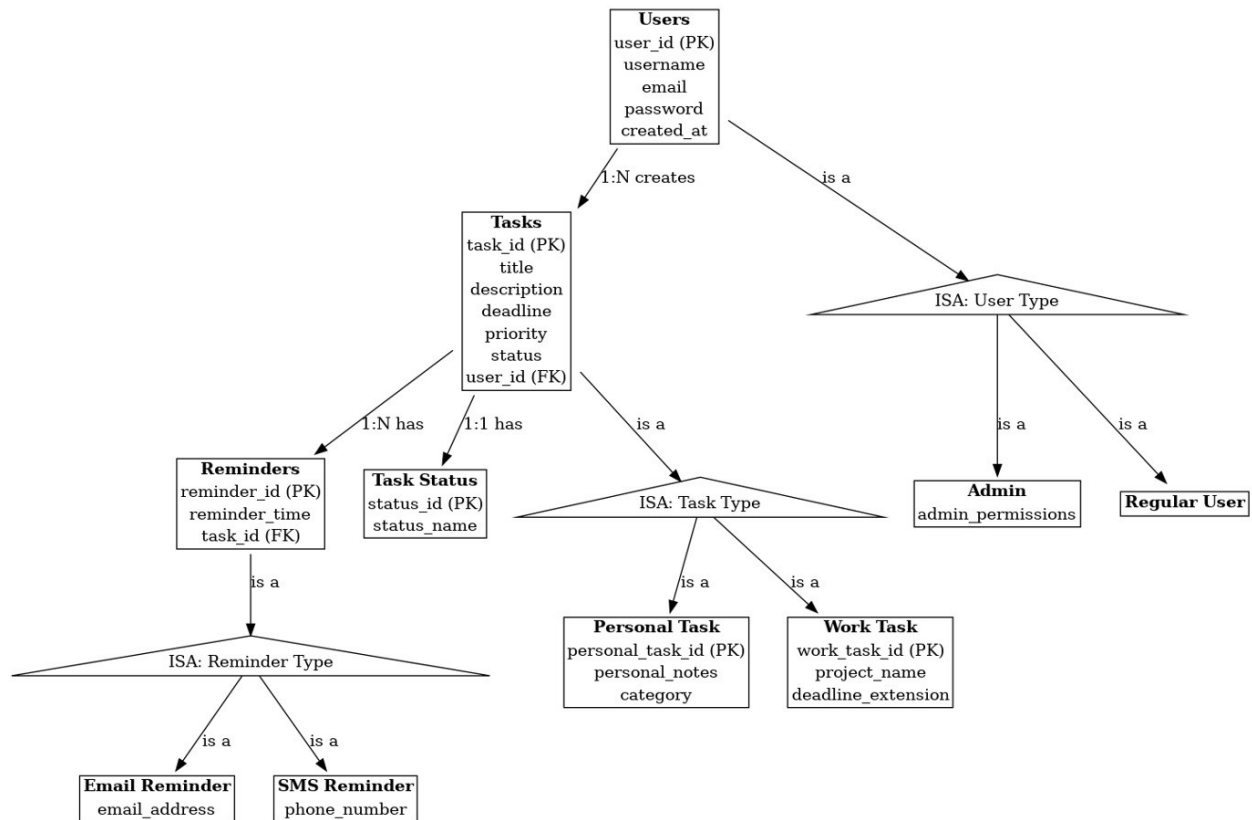 Users
user_id (PK)
username
email
password
created_at
1:N creates
is a
Tasks
task_id (PK)
title
description
deadline
priority
status
user_id (FK)
ISA: User Type
1:N has
1:1 has
is a
is a
is a
Reminders
reminder_id (PK)
reminder_time
task_id (FK)
Task Status
status_id (PK)
status_name
ISA: Task Type
Admin
admin_permissions
Regular User
is a
is a
is a
Personal Task
personal_task_id (PK)
personal_notes
category
Work Task
work_task_id (PK)
project_name
deadline_extension
ISA: Reminder Type
is a
is a
Email Reminder
email_address
SMS Reminder
phone_number